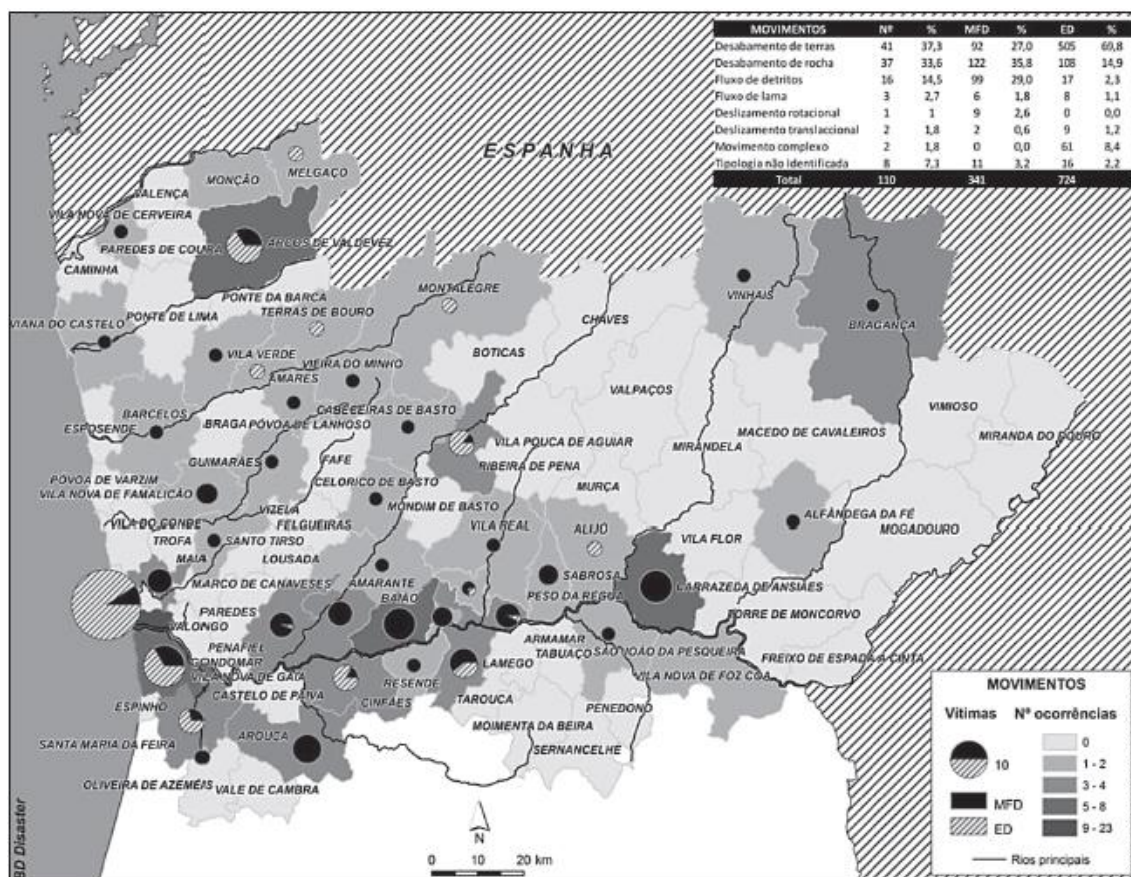 MOVIMENTOS Nº % MFD % ED %
Desabamento de terras 41 37,3 92 27,0 505 69,8
Desabamento de rocha 37 33,6 122 35,8 108 14,9
Fluxo de detritos 16 14,5 99 29,0 17 2,3
Fluxo de lama 3 2,7 6 1,8 8 1,1
Deslizamento rotacional 1 1 9 2,6 0 0,0
Deslizamento translaccional 2 1,8 2 0,6 9 1,2
Movimento complexo 2 1,8 0 0,0 61 8,4
Tipologia não identificada 8 7,3 11 3,2 16 2,2
Total 110 341 724
ESPANHA
MELGAÇO
MONÇÃO
VALENÇA
VILA NOVA DE CERVEIRA
PAREDES DE COURA
ARCOS DE VALDEVEZ
CAMINHA
PONTE DA BARCA
MONTALEGRE
VINHAIS
BRAGANÇA
VIANA DO CASTELO
PONTE DE LIMA
TERRAS DE BOURO
CHAVES
VILA VERDE
VIEIRA DO MINHO
BOTICAS
AMARES
VALPAÇOS
VIMIOSO
BARCELOS
CABECEIRAS DE BASTO
ESPOSENDE
BRAGA
PÓVOA DE LANHOSO
MACEDO DE CAVALEIROS
MIRANDA DO DOURO
VILA POUCA DE AGUIAR
MIRANDELA
GUIMARÃES
FAFE
RIBEIRA DE PENA
PÓVOA DE VARZIM
CELORICO DE BASTO
MURÇA
VILA NOVA DE FAMALICÃO
MONDIM DE BASTO
VIZELA
ALFÂNDEGA DA FÉ
VILA DO CONDE
FELGUEIRAS
VILA REAL
ALIJÓ
MOGADOURO
TROFA
SANTO TIRSO
VILA FLOR
MAIA
LOUSADA
MARCO DE CANAVESES
AMARANTE
SABROSA
CARRAZEDA DE ANSIÃES
PAREDES
BAIÃO
PESO DA RÉGUA
TORRE DE MONCORVO
VALONGO
PENAFIEL
ARMAMAR
GONDOMAR
TABUAÇO
SÃO JOÃO DA PESQUEIRA
FREIXO DE ESPADA À CINTA
VILA NOVA DE GAIA
LAMEGO
RESENDE
VILA NOVA DE FOZ CÔA
CASTELO DE PAIVA
CINFÃES
TAROUCA
ESPINHO
PENEDONO
MOIMENTA DA BEIRA
AROUCA
SANTA MARIA DA FEIRA
SERNANCELHE
OLIVEIRA DE AZEMÉIS
VALE DE CAMBRA
MOVIMENTOS
Vítimas Nº ocorrências
10
MFD
ED
0
1 - 2
3 - 4
5 - 8
9 - 23
Rios principais
N
0 10 20 km
BD Disaster